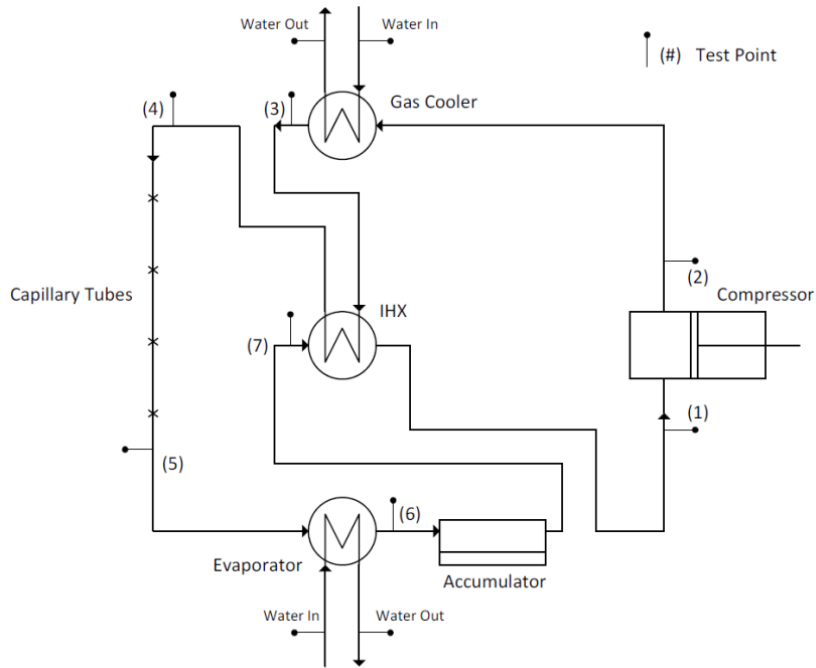 Water Out
Water In
(#) Test Point
(4)
(3)
Gas Cooler
(2)
Capillary Tubes
IHX
Compressor
(7)
(1)
(5)
(6)
Evaporator
Accumulator
Water In
Water Out